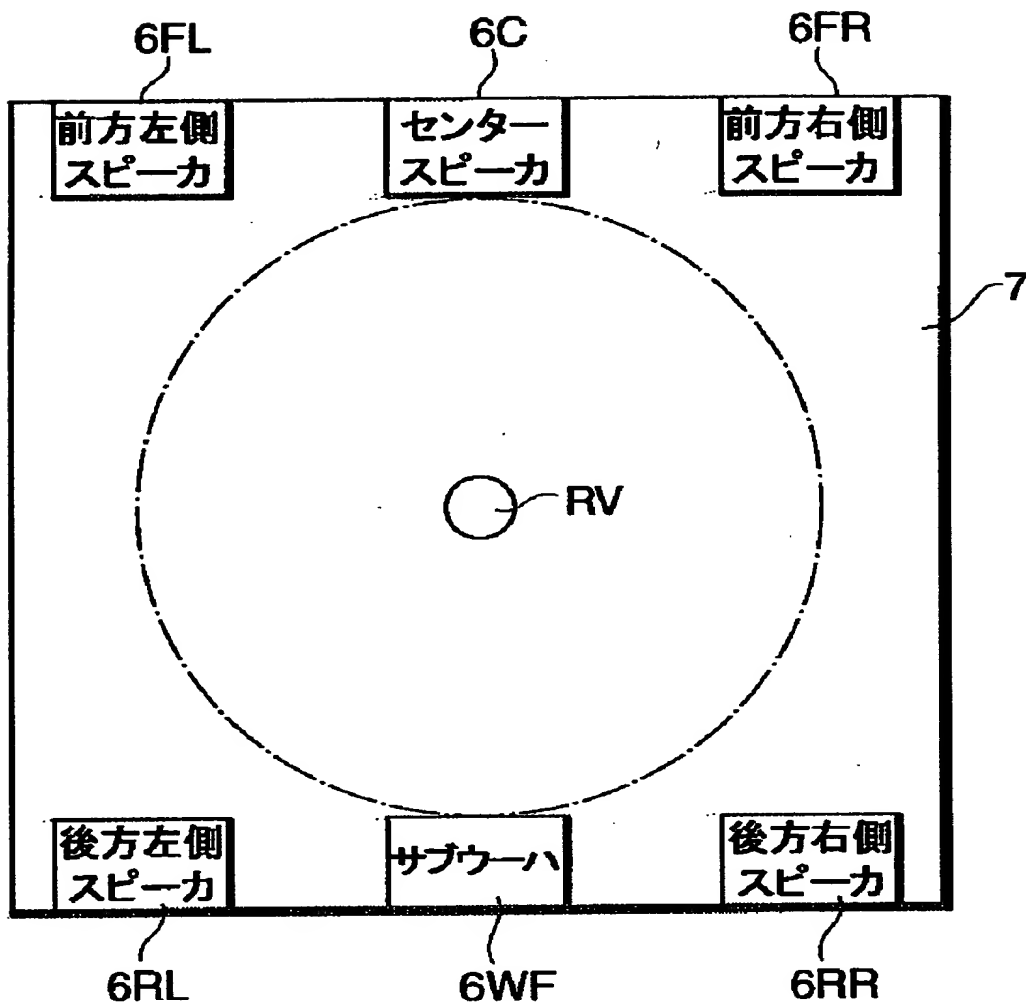 6FL 6C 6FR
前方左側 センター 前方右側
スピーカ スピーカ スピーカ
7
RV
後方左側 サブウーハ 後方右側
スピーカ スピーカ
6RL 6WF 6RR